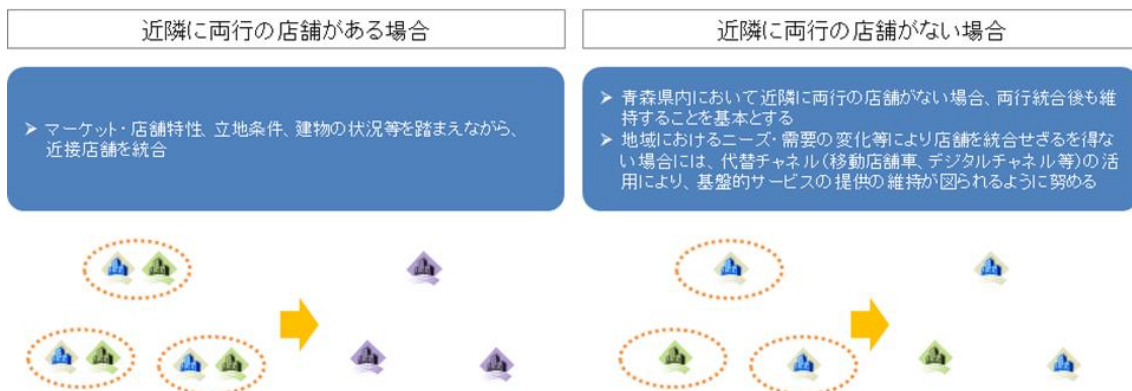 近隣に両行の店舗がある場合
➤ マーケット・店舗特性、立地条件、建物の状況等を踏まえながら、
近接店舗を統合
近隣に両行の店舗がない場合
➤ 青森県内において近隣に両行の店舗がない場合、両行統合後も維
持することを基本とする
➤ 地域におけるニーズ・需要の変化等により店舗を統合せざるを得
ない場合には、代替チャネル（移動店舗車、デジタルチャネル等）の活
用により、基盤的サービスの提供の維持が図られるように努める